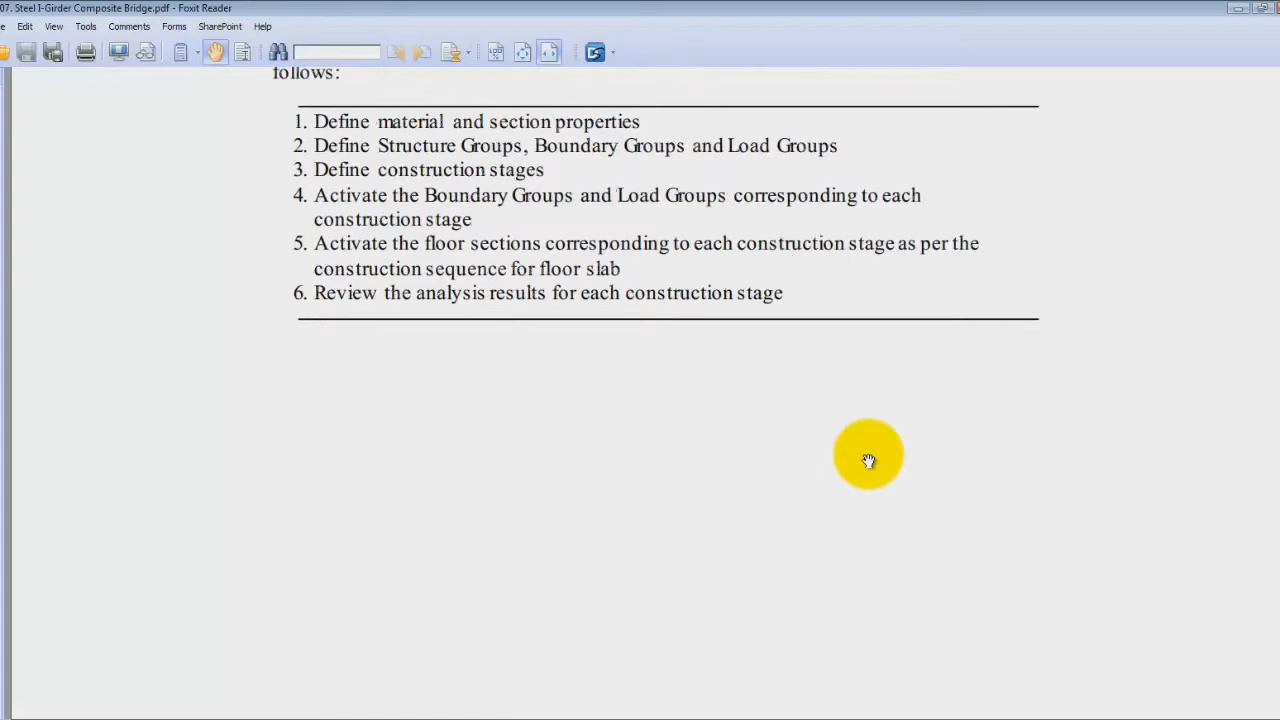 07. Steel I-Girder Composite Bridge.pdf - Foxit Reader
Edit View Tools Comments Forms SharePoint Help
follows:
1. Define material and section properties
2. Define Structure Groups, Boundary Groups and Load Groups
3. Define construction stages
4. Activate the Boundary Groups and Load Groups corresponding to each
construction stage
5. Activate the floor sections corresponding to each construction stage as per the
construction sequence for floor slab
6. Review the analysis results for each construction stage